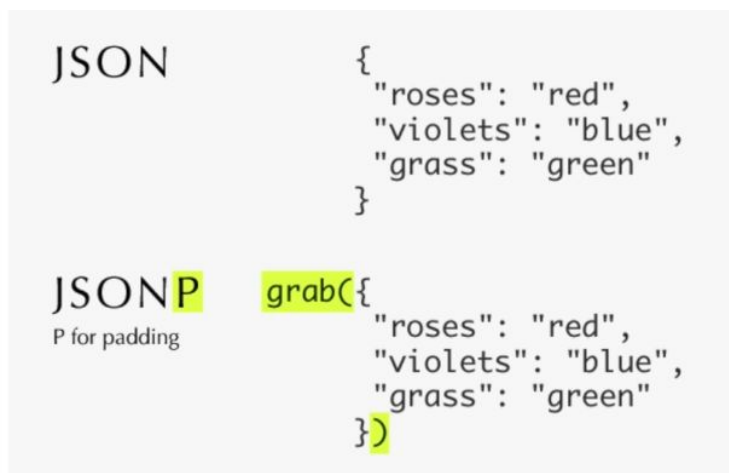 JSON
{
"roses": "red",
"violets": "blue",
"grass": "green"
}
JSONP
P for padding
grab({
"roses": "red",
"violets": "blue",
"grass": "green"
})